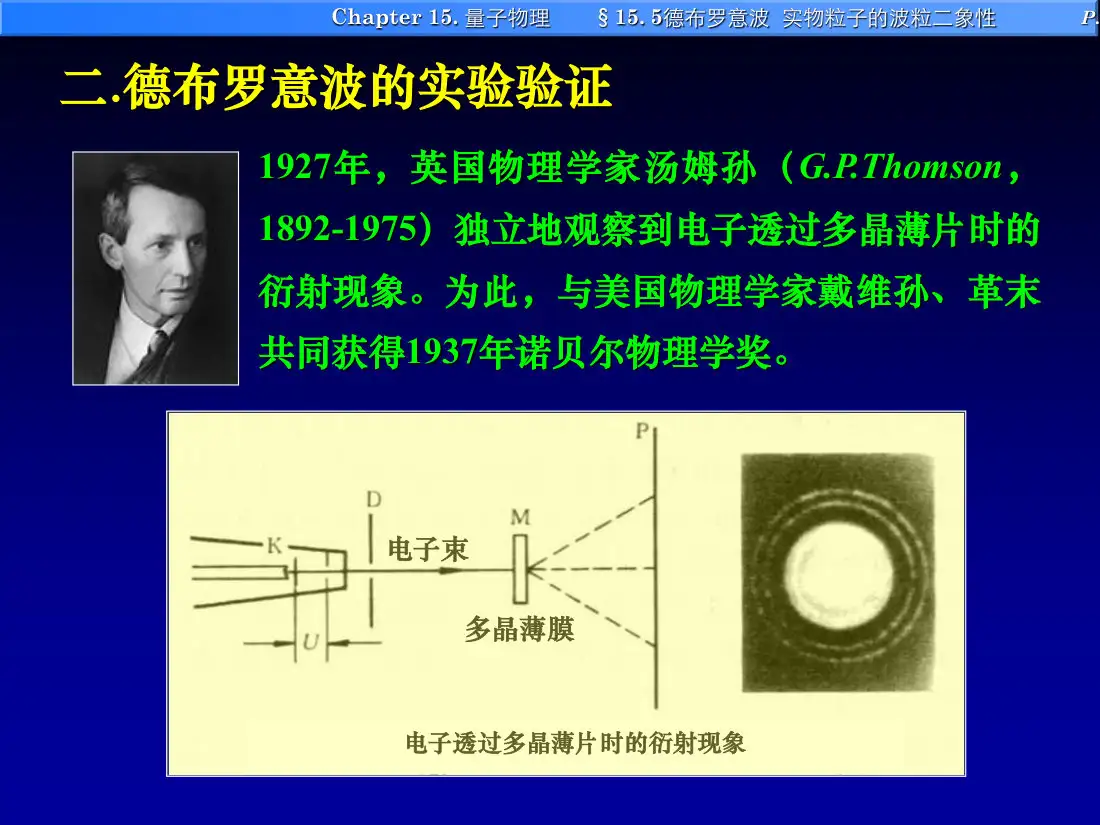 Chapter 15. 量子物理 §15. 5德布罗意波 实物粒子的波粒二象性 P.
二.德布罗意波的实验验证
1927年，英国物理学家汤姆孙（G.P.Thomson，
1892-1975）独立地观察到电子透过多晶薄片时的
衍射现象。为此，与美国物理学家戴维孙、革末
共同获得1937年诺贝尔物理学奖。
P
D
M
K
电子束
U
多晶薄膜
电子透过多晶薄片时的衍射现象